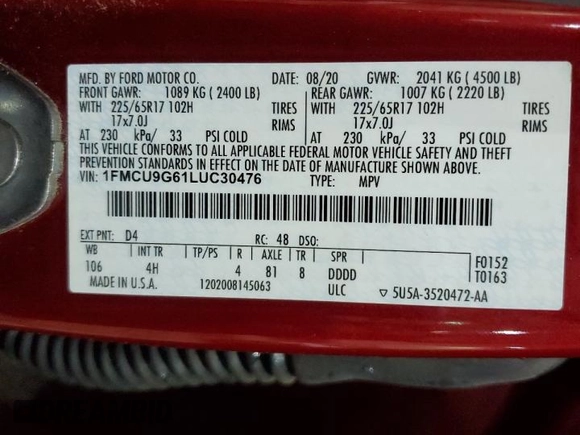 MFD. BY FORD MOTOR CO. DATE: 08/20 GVWR: 2041 KG ( 4500 LB)
FRONT GAWR: 1089 KG ( 2400 LB) REAR GAWR: 1007 KG ( 2220 LB)
WITH 225/65R17 102H TIRES WITH 225/65R17 102H TIRES
17x7.0J RIMS 17x7.0J RIMS
AT 230 kPa/ 33 PSI COLD AT 230 kPa/ 33 PSI COLD
THIS VEHICLE CONFORMS TO ALL APPLICABLE FEDERAL MOTOR VEHICLE SAFETY AND THEFT
PREVENTION STANDARDS IN EFFECT ON THE DATE OF MANUFACTURE SHOWN ABOVE.
VIN: 1FMCU9G61LUC30476 TYPE: MPV
EXT PNT: D4 RC: 48 DSO:
WB INT TR TP/PS R AXLE TR SPR F0152
106 4H 4 81 8 DDDD T0163
MADE IN U.S.A. 1202008145063 ULC ▽ 5U5A-3520472-AA